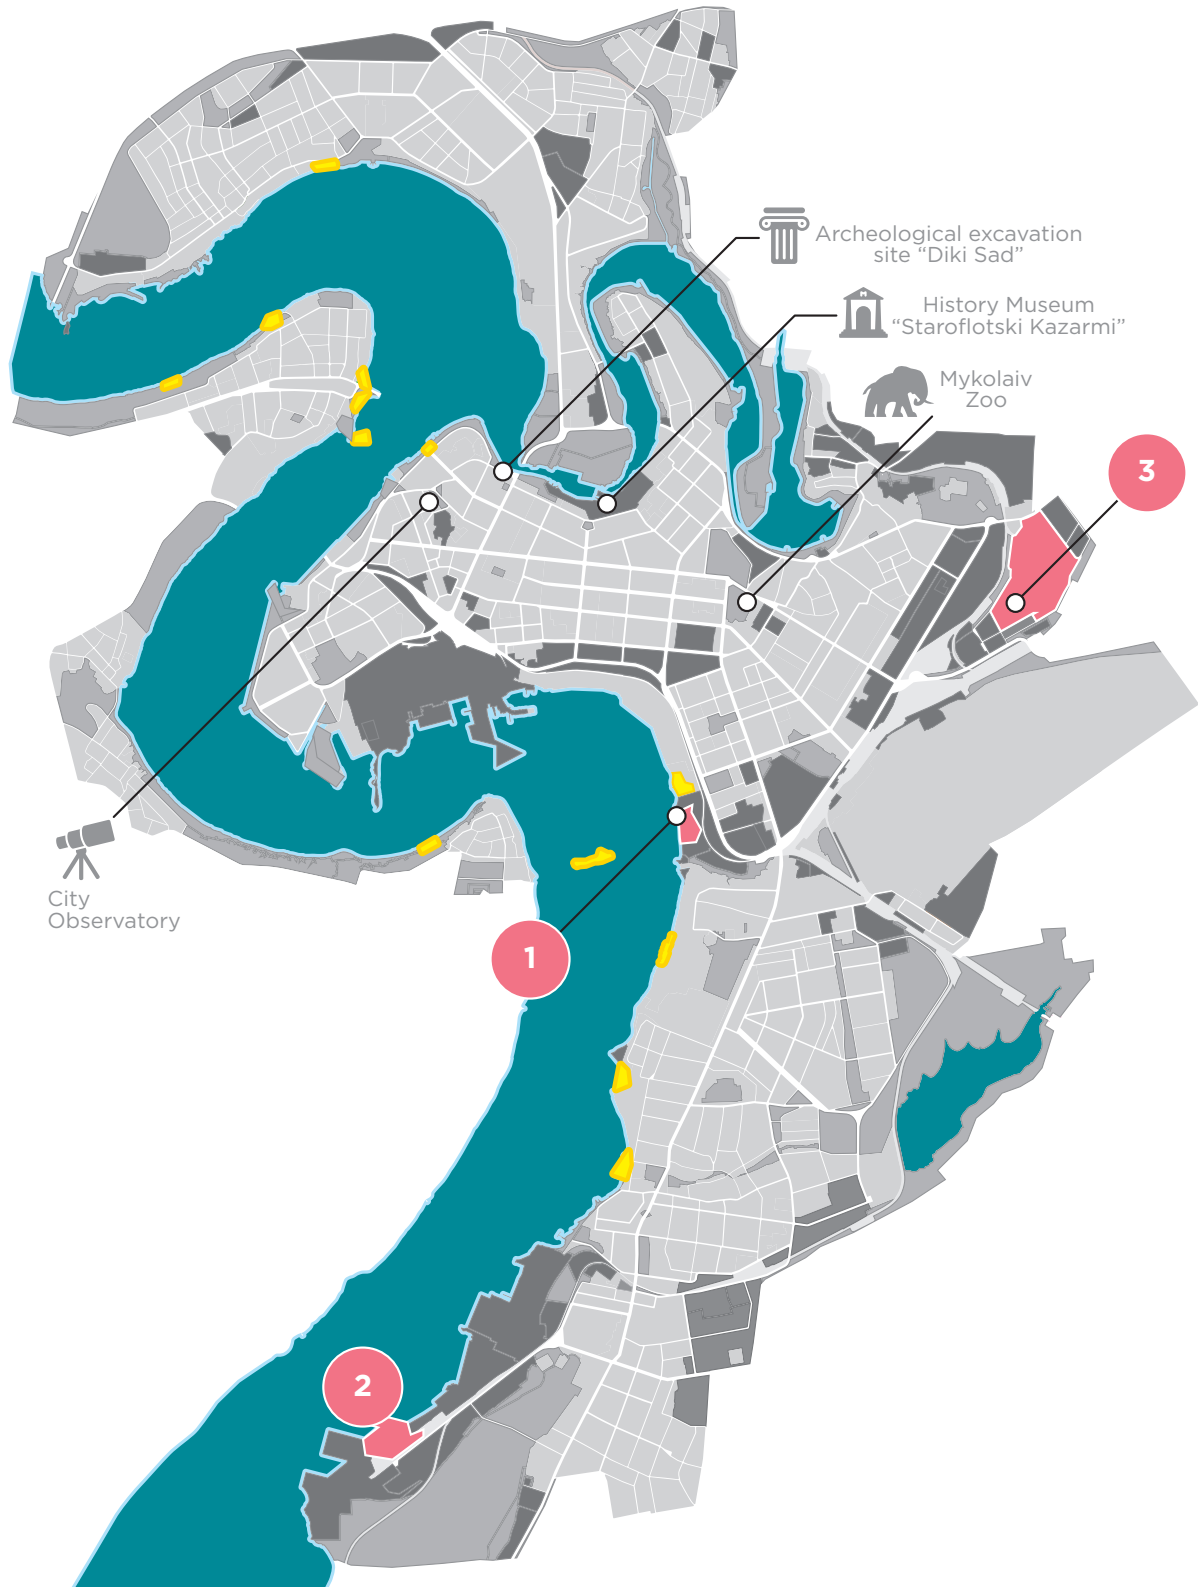 Archeological excavation
site “Diki Sad”
History Museum
“Staroflotski Kazarmi”
Mykolaiv
Zoo
3
City
Observatory
1
2